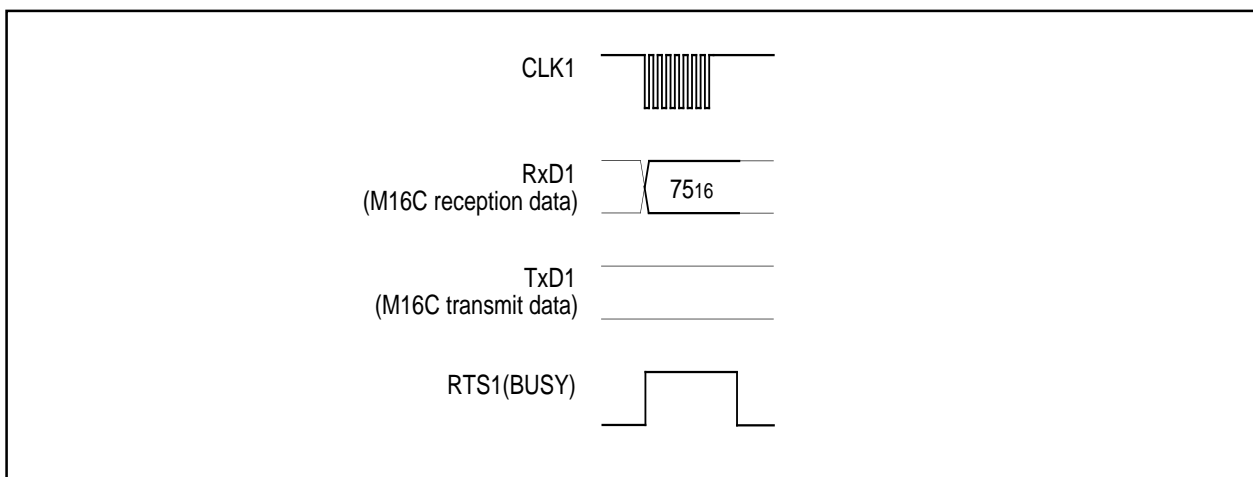 CLK1
RxD1
(M16C reception data)
7516
TxD1
(M16C transmit data)
RTS1(BUSY)